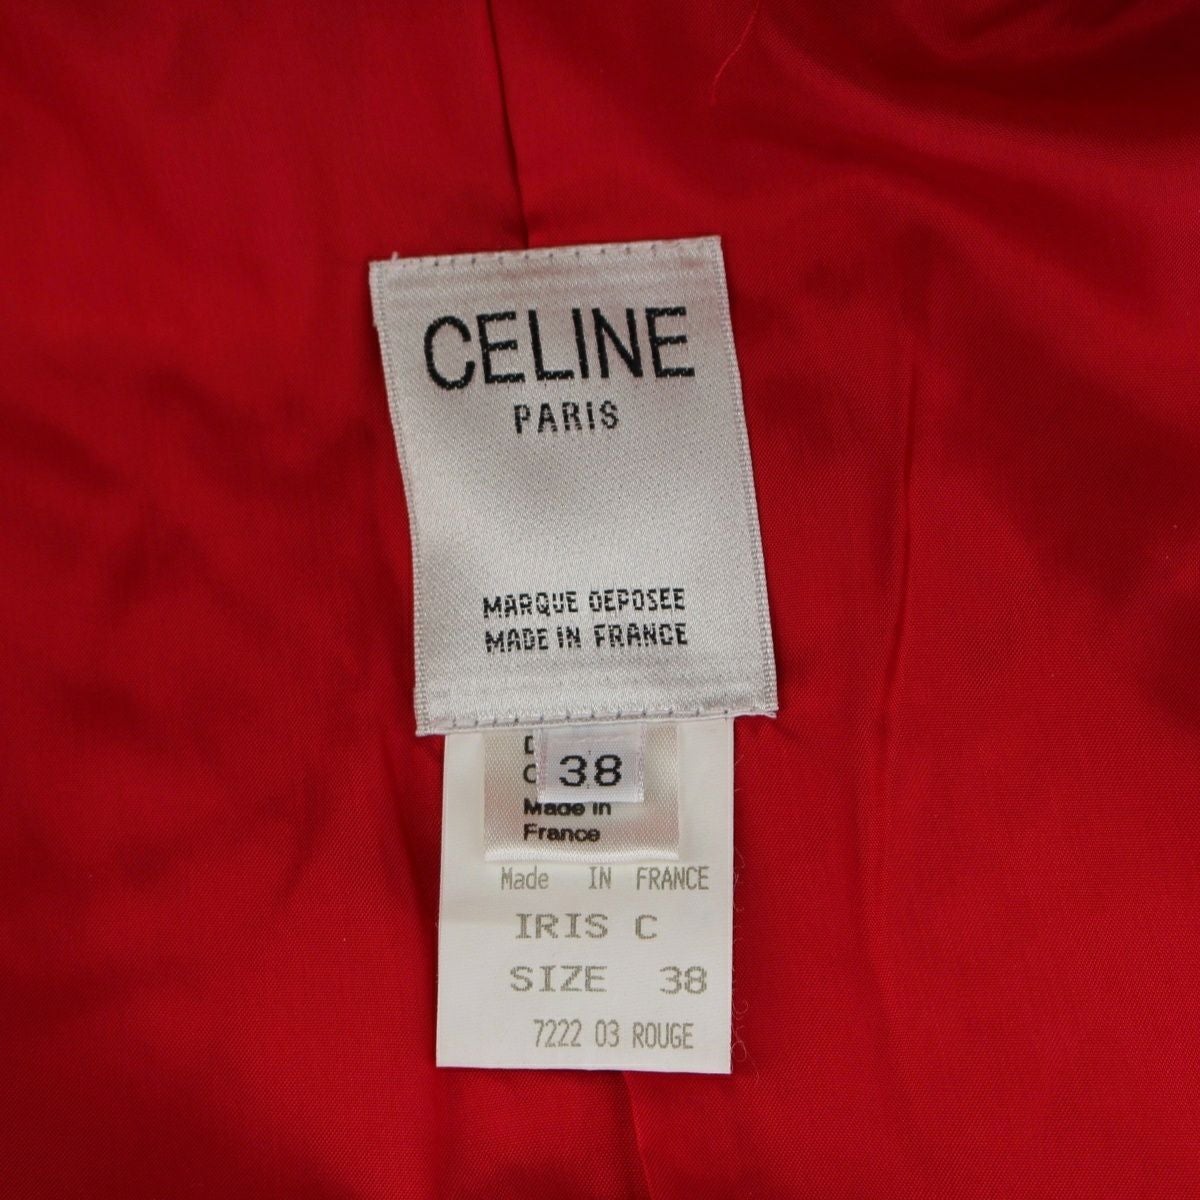 CELINE
PARIS
MARQUE DEPOSEE
MADE IN FRANCE
38
Made in
France
Made IN FRANCE
IRIS C
SIZE 38
7222 03 ROUGE